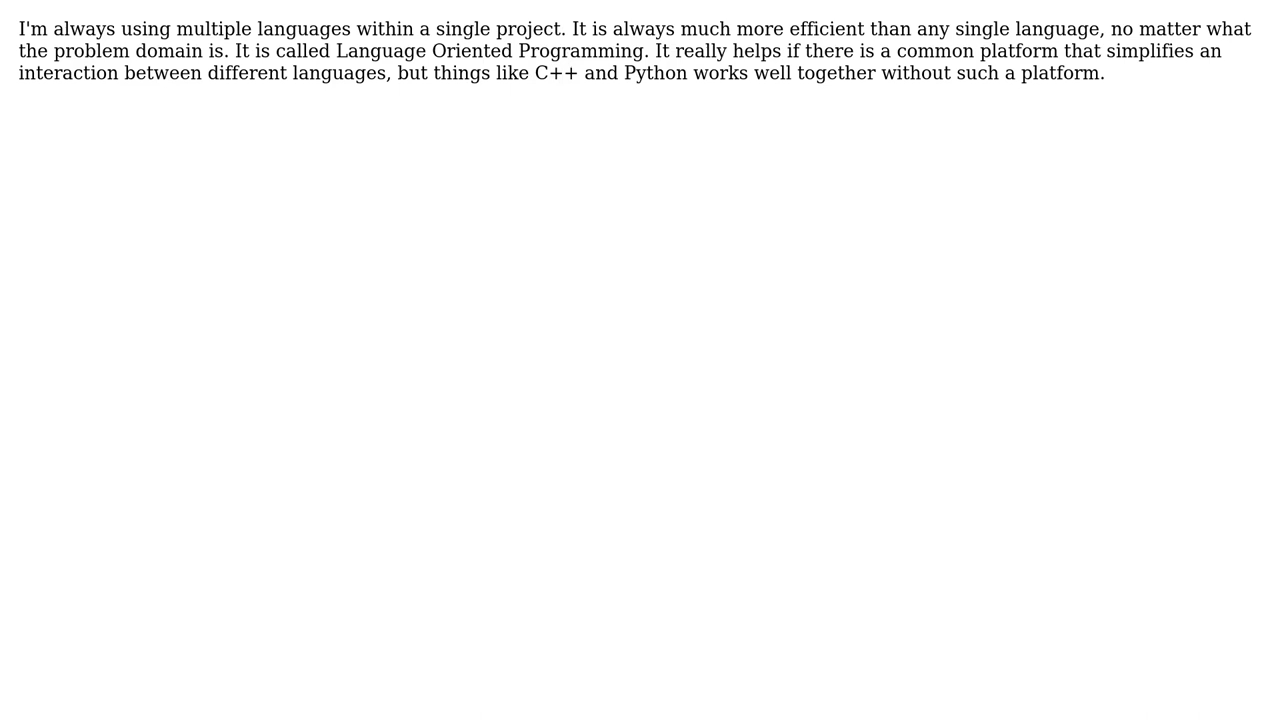 I'm always using multiple languages within a single project. It is always much more efficient than any single language, no matter what
the problem domain is. It is called Language Oriented Programming. It really helps if there is a common platform that simplifies an
interaction between different languages, but things like C++ and Python works well together without such a platform.